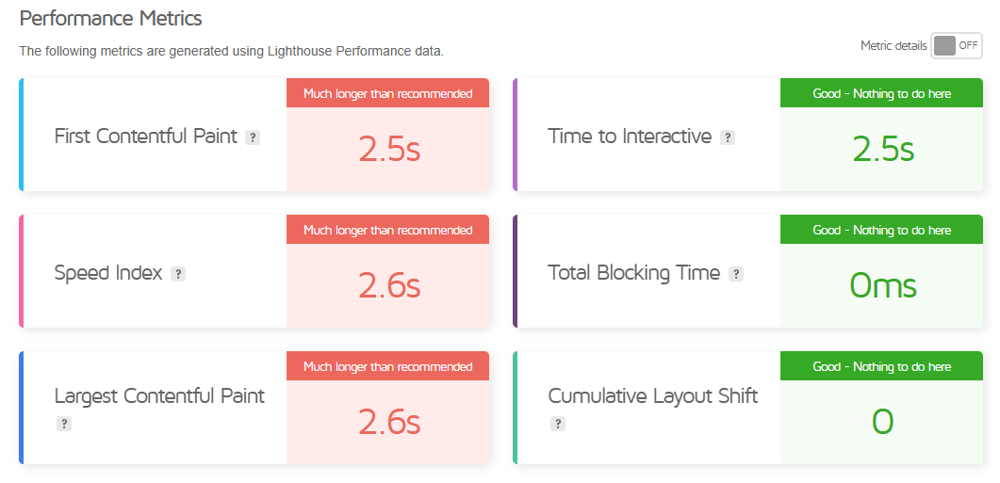 Performance Metrics
The following metrics are generated using Lighthouse Performance data.
Metric details OFF
Much longer than recommended
First Contentful Paint ?
2.5s
Good - Nothing to do here
Time to Interactive ?
2.5s
Much longer than recommended
Speed Index ?
2.6s
Good - Nothing to do here
Total Blocking Time ?
0ms
Much longer than recommended
Largest Contentful Paint
?
2.6s
Good - Nothing to do here
Cumulative Layout Shift
?
0